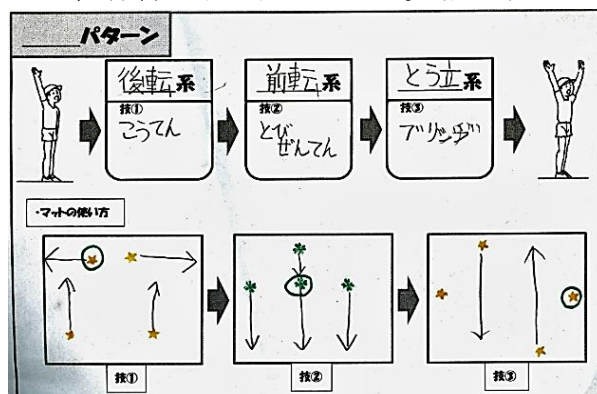 パターン
後転系
技①
こうてん
前転系
技②
とび
ぜんてん
とう立系
技③
ブリッヂ
・マットの使い方
技①
技②
技③